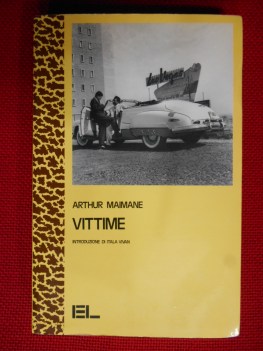 ARTHUR MAIMANE
VITTIME
INTRODUZIONE DI ITALA VIVAN
EL